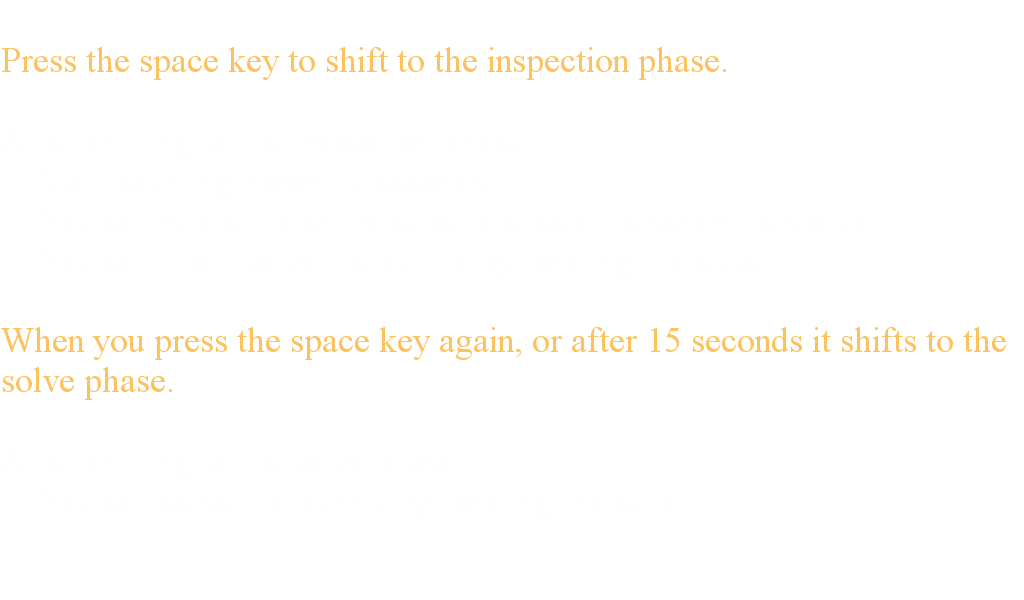 Press the space key to shift to the inspection phase.
When you press the space key again, or after 15 seconds it shifts to the
solve phase.